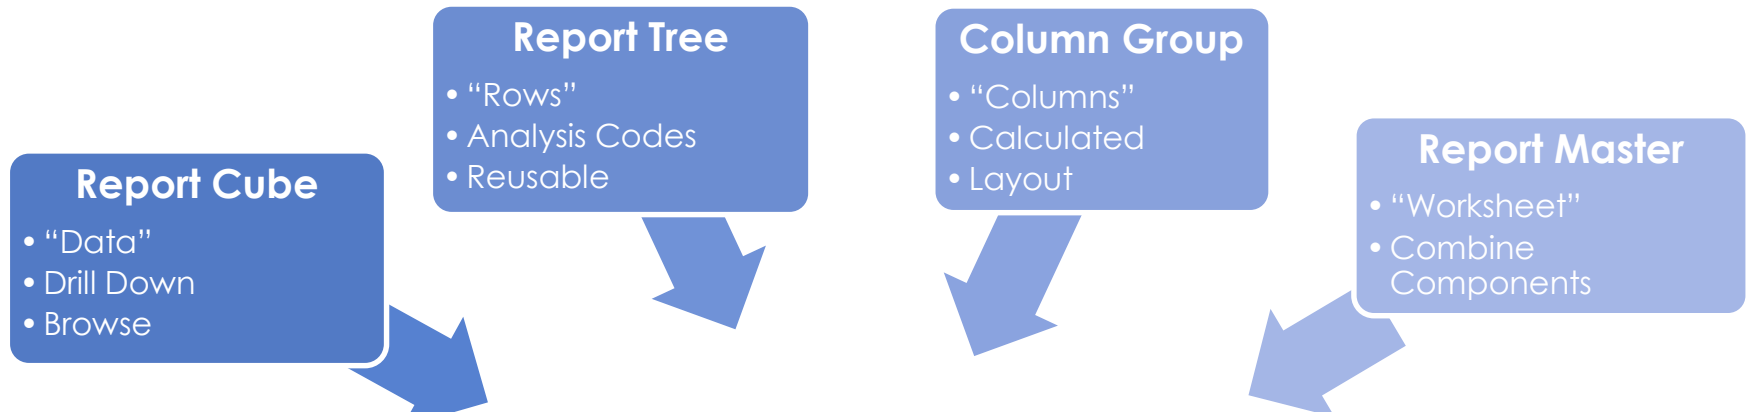 Report Cube
• “Data”
• Drill Down
• Browse
Report Tree
• “Rows”
• Analysis Codes
• Reusable
Column Group
• “Columns”
• Calculated
• Layout
Report Master
• “Worksheet”
• Combine
Components